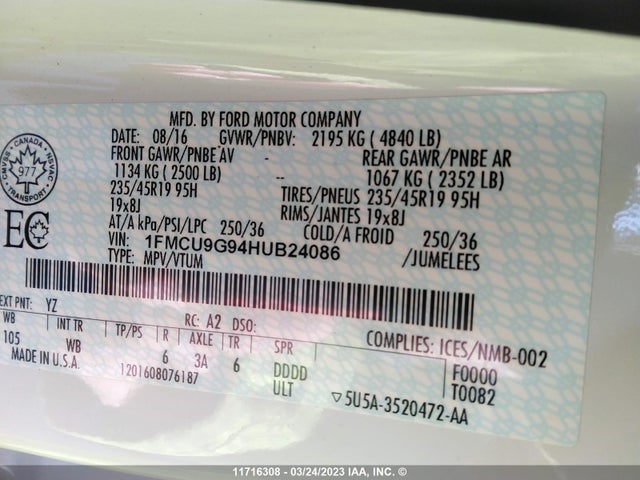 MFD. BY FORD MOTOR COMPANY
DATE: 08/16 GVWR/PNBV: 2195 KG ( 4840 LB)
FRONT GAWR/PNBE AV - REAR GAWR/PNBE AR
1134 KG ( 2500 LB) -- 1067 KG ( 2352 LB)
235/45R19 95H TIRES/PNEUS 235/45R19 95H
19x8J RIMS/JANTES 19x8J
AT/A kPa/PSI/LPC 250/36 COLD/A FROID 250/36
VIN: 1FMCU9G94HUB24086
TYPE: MPV/VTUM /JUMELEES
CANADA
CMVSS NSVAC
977
TRANSPORT
EC
EXT PNT: YZ RC: A2 DSO:
WB INT TR TP/PS R AXLE TR SPR COMPLIES: ICES/NMB-002
105 WB 6 3A 6 DDDD F0000
MADE IN U.S.A. ULT T0082
1201608076187 ▽5U5A-3520472-AA
11716308 - 03/24/2023 IAA, INC. ©